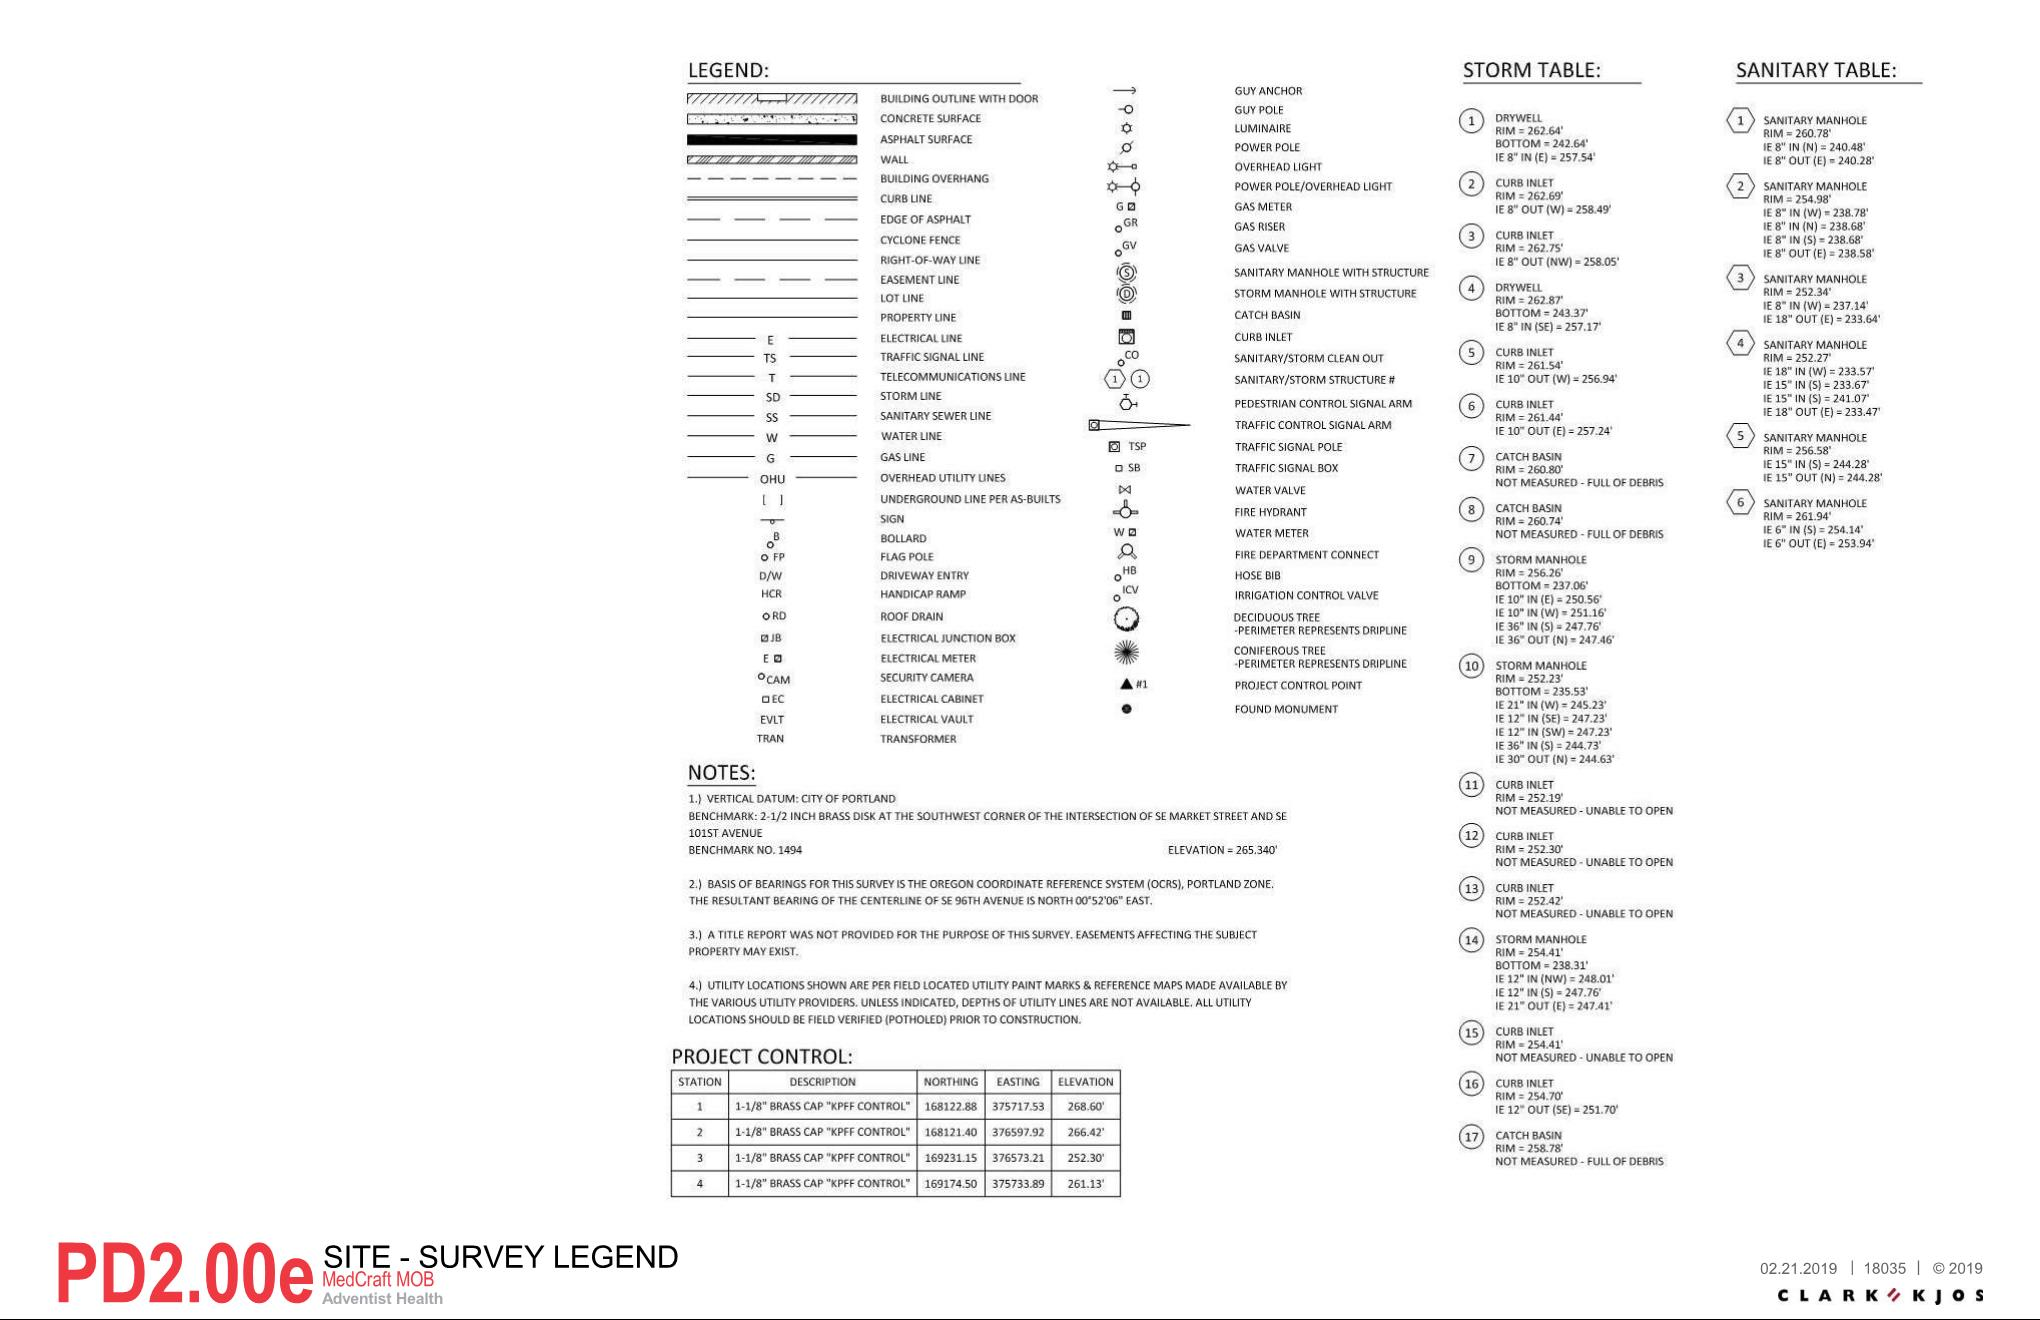 LEGEND:
BUILDING OUTLINE WITH DOOR
CONCRETE SURFACE
ASPHALT SURFACE
WALL
BUILDING OVERHANG
CURB LINE
EDGE OF ASPHALT
CYCLONE FENCE
RIGHT-OF-WAY LINE
EASEMENT LINE
LOT LINE
PROPERTY LINE
E ELECTRICAL LINE
TS TRAFFIC SIGNAL LINE
T TELECOMMUNICATIONS LINE
SD STORM LINE
SS SANITARY SEWER LINE
W WATER LINE
G GAS LINE
OHU OVERHEAD UTILITY LINES
[ ] UNDERGROUND LINE PER AS-BUILTS
SIGN
B BOLLARD
FP FLAG POLE
D/W DRIVEWAY ENTRY
HCR HANDICAP RAMP
RD ROOF DRAIN
JB ELECTRICAL JUNCTION BOX
E ELECTRICAL METER
CAM SECURITY CAMERA
EC ELECTRICAL CABINET
EVLT ELECTRICAL VAULT
TRAN TRANSFORMER
GUY ANCHOR
GUY POLE
LUMINAIRE
POWER POLE
OVERHEAD LIGHT
POWER POLE/OVERHEAD LIGHT
G GAS METER
GR GAS RISER
GV GAS VALVE
S SANITARY MANHOLE WITH STRUCTURE
D STORM MANHOLE WITH STRUCTURE
CATCH BASIN
CURB INLET
CO SANITARY/STORM CLEAN OUT
1 1 SANITARY/STORM STRUCTURE #
PEDESTRIAN CONTROL SIGNAL ARM
TRAFFIC CONTROL SIGNAL ARM
TSP TRAFFIC SIGNAL POLE
SB TRAFFIC SIGNAL BOX
WATER VALVE
FIRE HYDRANT
W WATER METER
FIRE DEPARTMENT CONNECT
HB HOSE BIB
ICV IRRIGATION CONTROL VALVE
DECIDUOUS TREE
-PERIMETER REPRESENTS DRIPLINE
CONIFEROUS TREE
-PERIMETER REPRESENTS DRIPLINE
#1 PROJECT CONTROL POINT
FOUND MONUMENT
NOTES:
1.) VERTICAL DATUM: CITY OF PORTLAND
BENCHMARK: 2-1/2 INCH BRASS DISK AT THE SOUTHWEST CORNER OF THE INTERSECTION OF SE MARKET STREET AND SE
101ST AVENUE
BENCHMARK NO. 1494 ELEVATION = 265.340'
2.) BASIS OF BEARINGS FOR THIS SURVEY IS THE OREGON COORDINATE REFERENCE SYSTEM (OCRS), PORTLAND ZONE.
THE RESULTANT BEARING OF THE CENTERLINE OF SE 96TH AVENUE IS NORTH 00°52'06" EAST.
3.) A TITLE REPORT WAS NOT PROVIDED FOR THE PURPOSE OF THIS SURVEY. EASEMENTS AFFECTING THE SUBJECT
PROPERTY MAY EXIST.
4.) UTILITY LOCATIONS SHOWN ARE PER FIELD LOCATED UTILITY PAINT MARKS & REFERENCE MAPS MADE AVAILABLE BY
THE VARIOUS UTILITY PROVIDERS. UNLESS INDICATED, DEPTHS OF UTILITY LINES ARE NOT AVAILABLE. ALL UTILITY
LOCATIONS SHOULD BE FIELD VERIFIED (POTHOLED) PRIOR TO CONSTRUCTION.
PROJECT CONTROL:
STATION DESCRIPTION NORTHING EASTING ELEVATION
1 1-1/8" BRASS CAP "KPFF CONTROL" 168122.88 375717.53 268.60'
2 1-1/8" BRASS CAP "KPFF CONTROL" 168121.40 376597.92 266.42'
3 1-1/8" BRASS CAP "KPFF CONTROL" 169231.15 376573.21 252.30'
4 1-1/8" BRASS CAP "KPFF CONTROL" 169174.50 375733.89 261.13'
STORM TABLE:
1 DRYWELL
RIM = 262.64'
BOTTOM = 242.64'
IE 8" IN (E) = 257.54'
2 CURB INLET
RIM = 262.69'
IE 8" OUT (W) = 258.49'
3 CURB INLET
RIM = 262.75'
IE 8" OUT (NW) = 258.05'
4 DRYWELL
RIM = 262.87'
BOTTOM = 243.37'
IE 8" IN (SE) = 257.17'
5 CURB INLET
RIM = 261.54'
IE 10" OUT (W) = 256.94'
6 CURB INLET
RIM = 261.44'
IE 10" OUT (E) = 257.24'
7 CATCH BASIN
RIM = 260.80'
NOT MEASURED - FULL OF DEBRIS
8 CATCH BASIN
RIM = 260.74'
NOT MEASURED - FULL OF DEBRIS
9 STORM MANHOLE
RIM = 256.26'
BOTTOM = 237.06'
IE 10" IN (E) = 250.56'
IE 10" IN (W) = 251.16'
IE 36" IN (S) = 247.76'
IE 36" OUT (N) = 247.46'
10 STORM MANHOLE
RIM = 252.23'
BOTTOM = 235.53'
IE 21" IN (W) = 245.23'
IE 12" IN (SE) = 247.23'
IE 12" IN (SW) = 247.23'
IE 36" IN (S) = 244.73'
IE 30" OUT (N) = 244.63'
11 CURB INLET
RIM = 252.19'
NOT MEASURED - UNABLE TO OPEN
12 CURB INLET
RIM = 252.30'
NOT MEASURED - UNABLE TO OPEN
13 CURB INLET
RIM = 252.42'
NOT MEASURED - UNABLE TO OPEN
14 STORM MANHOLE
RIM = 254.41'
BOTTOM = 238.31'
IE 12" IN (NW) = 248.01'
IE 12" IN (S) = 247.76'
IE 21" OUT (E) = 247.41'
15 CURB INLET
RIM = 254.41'
NOT MEASURED - UNABLE TO OPEN
16 CURB INLET
RIM = 254.70'
IE 12" OUT (SE) = 251.70'
17 CATCH BASIN
RIM = 258.78'
NOT MEASURED - FULL OF DEBRIS
SANITARY TABLE:
1 SANITARY MANHOLE
RIM = 260.78'
IE 8" IN (N) = 240.48'
IE 8" OUT (E) = 240.28'
2 SANITARY MANHOLE
RIM = 254.98'
IE 8" IN (W) = 238.78'
IE 8" IN (N) = 238.68'
IE 8" IN (S) = 238.68'
IE 8" OUT (E) = 238.58'
3 SANITARY MANHOLE
RIM = 252.34'
IE 8" IN (W) = 237.14'
IE 18" OUT (E) = 233.64'
4 SANITARY MANHOLE
RIM = 252.27'
IE 18" IN (W) = 233.57'
IE 15" IN (S) = 233.67'
IE 15" IN (S) = 241.07'
IE 18" OUT (E) = 233.47'
5 SANITARY MANHOLE
RIM = 256.58'
IE 15" IN (S) = 244.28'
IE 15" OUT (N) = 244.28'
6 SANITARY MANHOLE
RIM = 261.94'
IE 6" IN (S) = 254.14'
IE 6" OUT (E) = 253.94'
PD2.00e
SITE - SURVEY LEGEND
MedCraft MOB
Adventist Health
02.21.2019 | 18035 | © 2019
CLARK KJOS